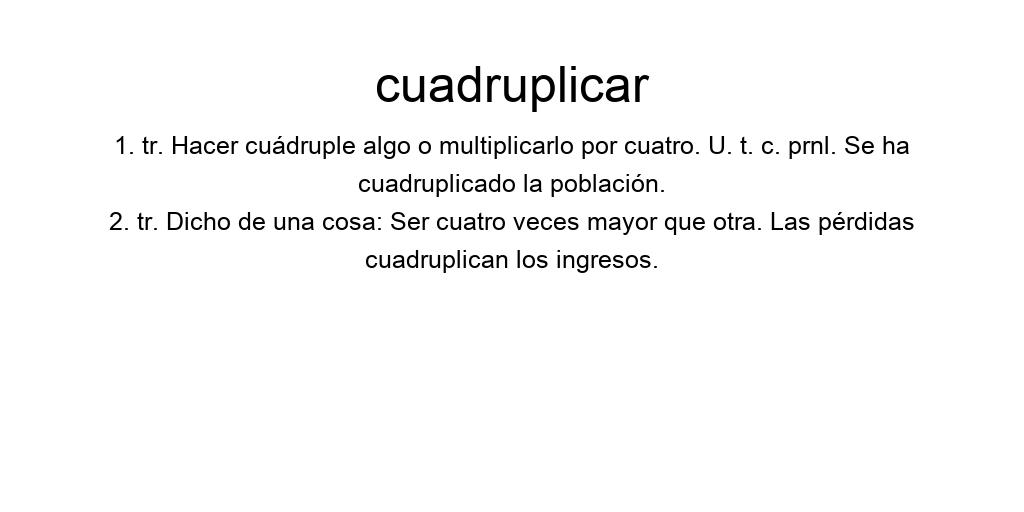 cuadruplicar
1. tr. Hacer cuádruple algo o multiplicarlo por cuatro. U. t. c. prnl. Se ha
cuadruplicado la población.
2. tr. Dicho de una cosa: Ser cuatro veces mayor que otra. Las pérdidas
cuadruplican los ingresos.